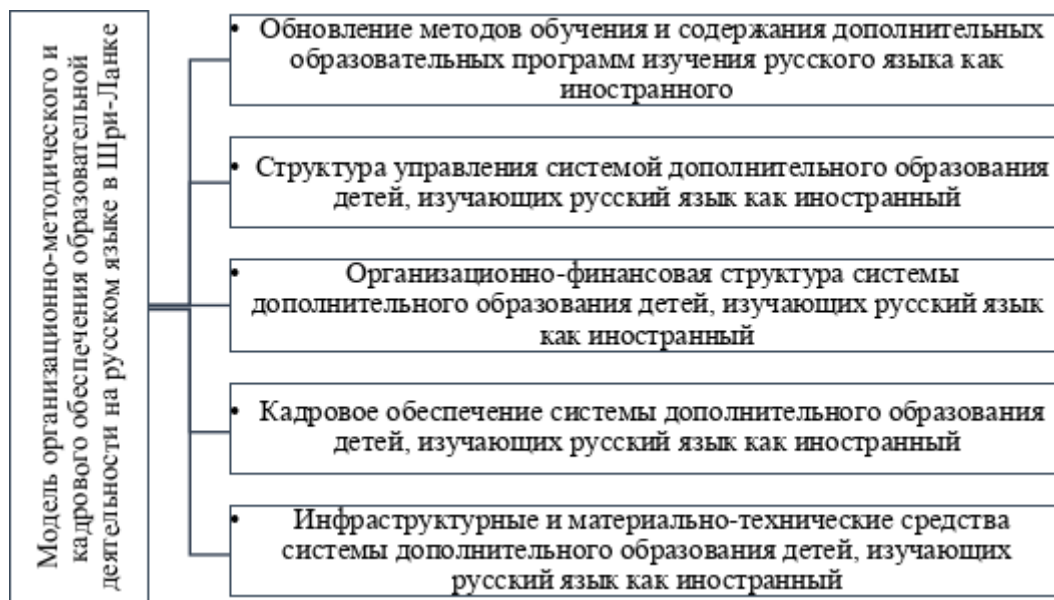 Модель организационно-методического и
кадрового обеспечения образовательной
деятельности на русском языке в Шри-Ланке
• Обновление методов обучения и содержания дополнительных
образовательных программ изучения русского языка как
иностранного
• Структура управления системой дополнительного образования
детей, изучающих русский язык как иностранный
• Организационно-финансовая структура системы
дополнительного образования детей, изучающих русский язык
как иностранный
• Кадровое обеспечение системы дополнительного образования
детей, изучающих русский язык как иностранный
• Инфраструктурные и материально-технические средства
системы дополнительного образования детей, изучающих
русский язык как иностранный